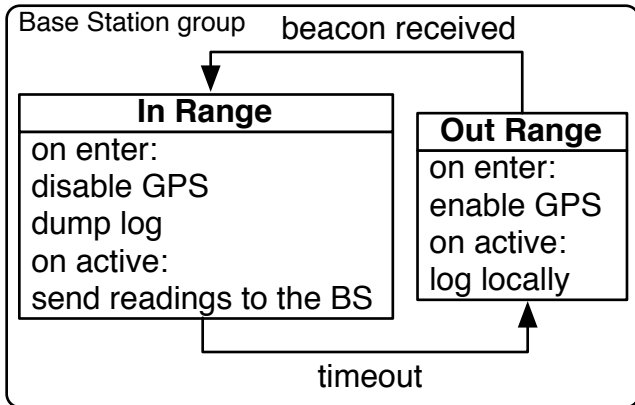 Base Station group
beacon received
In Range
on enter:
disable GPS
dump log
on active:
send readings to the BS
Out Range
on enter:
enable GPS
on active:
log locally
timeout